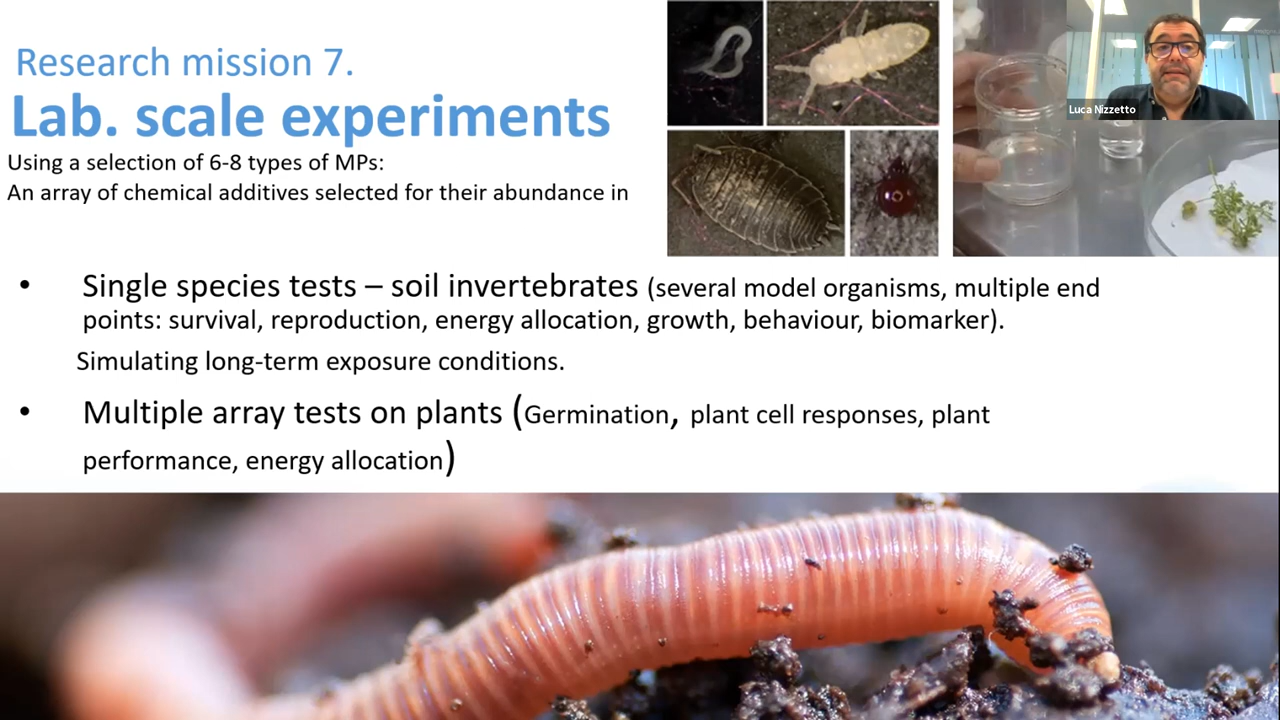 Research mission 7.
Lab. scale experiments
Using a selection of 6-8 types of MPs:
An array of chemical additives selected for their abundance in
Luca Nizzetto
• Single species tests – soil invertebrates (several model organisms, multiple end
points: survival, reproduction, energy allocation, growth, behaviour, biomarker).
Simulating long-term exposure conditions.
• Multiple array tests on plants (Germination, plant cell responses, plant
performance, energy allocation)